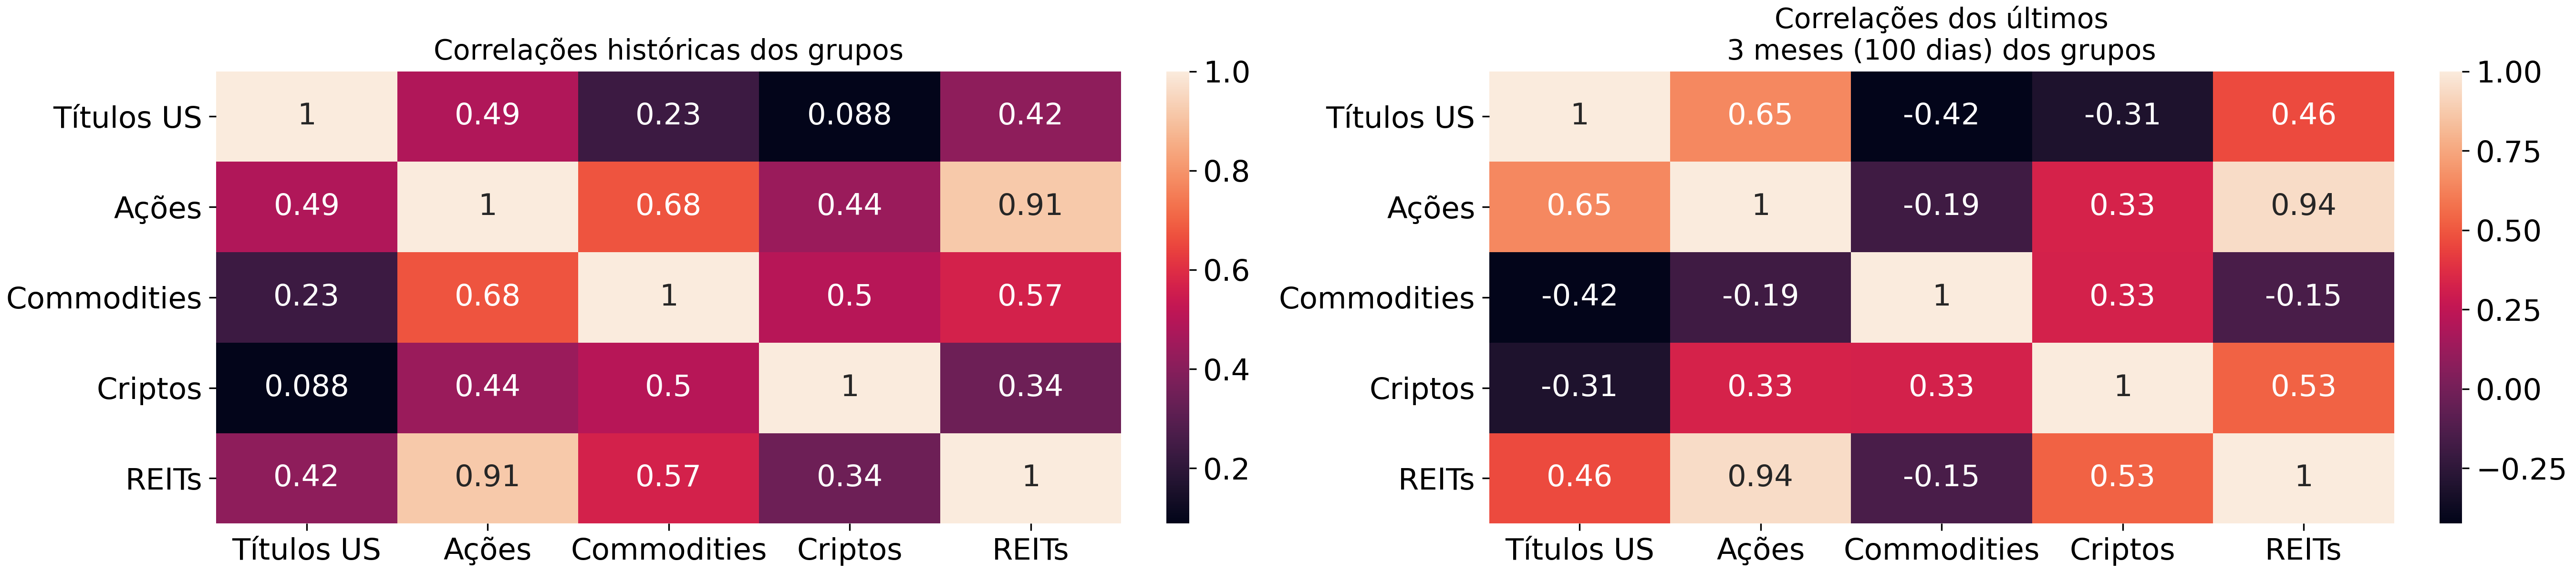 Correlações históricas dos grupos
Títulos US 1 0.49 0.23 0.088 0.42
Ações 0.49 1 0.68 0.44 0.91
Commodities 0.23 0.68 1 0.5 0.57
Criptos 0.088 0.44 0.5 1 0.34
REITs 0.42 0.91 0.57 0.34 1
Títulos US Ações Commodities Criptos REITs
1.0
0.8
0.6
0.4
0.2
Correlações dos últimos
3 meses (100 dias) dos grupos
Títulos US 1 0.65 -0.42 -0.31 0.46
Ações 0.65 1 -0.19 0.33 0.94
Commodities -0.42 -0.19 1 0.33 -0.15
Criptos -0.31 0.33 0.33 1 0.53
REITs 0.46 0.94 -0.15 0.53 1
Títulos US Ações Commodities Criptos REITs
1.00
0.75
0.50
0.25
0.00
−0.25